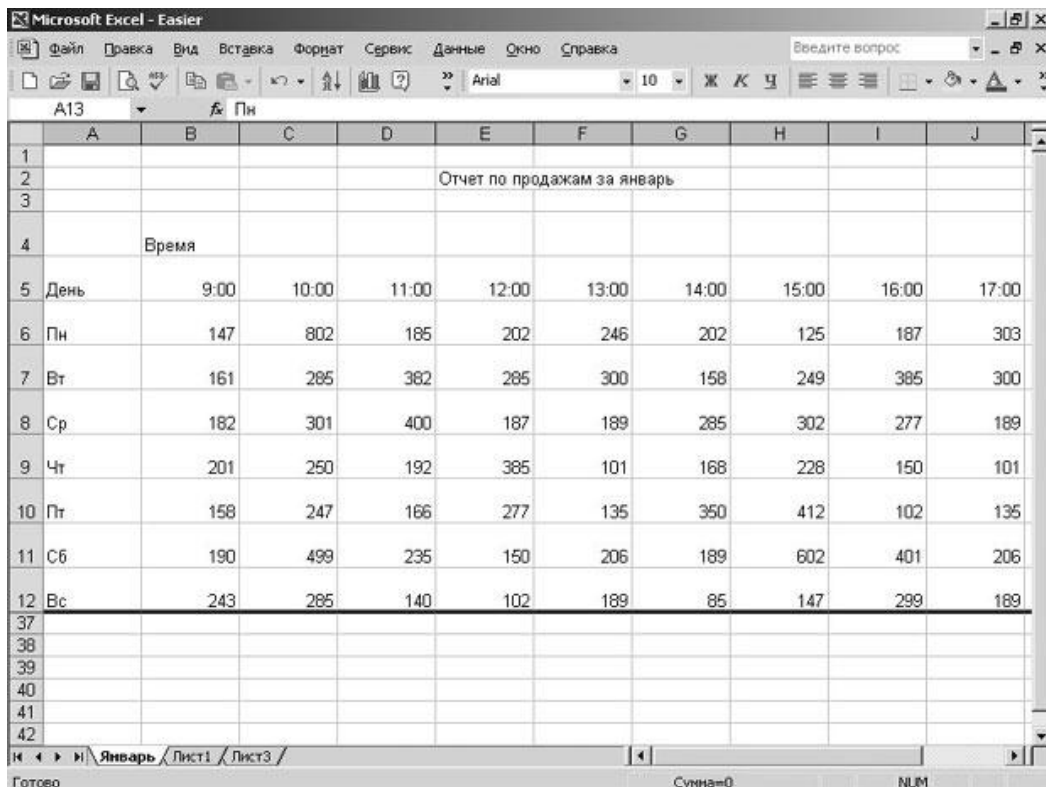 Microsoft Excel - Easier
Файл Правка Вид Вставка Формат Сервис Данные Окно Справка Введите вопрос
Arial 10 Ж К Ч
A13 fx Пн
A B C D E F G H I J
1
2 Отчет по продажам за январь
3
4 Время
5 День 9:00 10:00 11:00 12:00 13:00 14:00 15:00 16:00 17:00
6 Пн 147 802 185 202 246 202 125 187 303
7 Вт 161 285 382 285 300 158 249 385 300
8 Ср 182 301 400 187 189 285 302 277 189
9 Чт 201 250 192 385 101 168 228 150 101
10 Пт 158 247 166 277 135 350 412 102 135
11 Сб 190 499 235 150 206 189 602 401 206
12 Вс 243 285 140 102 189 85 147 299 189
37
38
39
40
41
42
Январь Лист1 Лист3
Готово Сумма=0 NUM